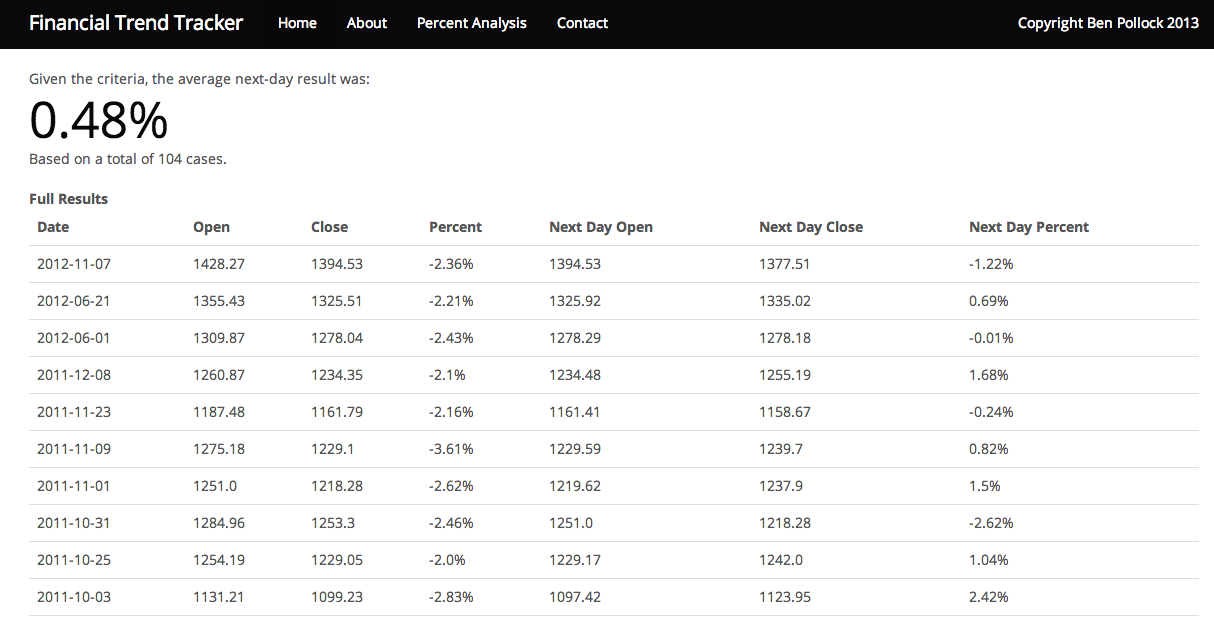 Financial Trend Tracker Home About Percent Analysis Contact Copyright Ben Pollock 2013
Given the criteria, the average next-day result was:
0.48%
Based on a total of 104 cases.
Full Results
Date Open Close Percent Next Day Open Next Day Close Next Day Percent
2012-11-07 1428.27 1394.53 -2.36% 1394.53 1377.51 -1.22%
2012-06-21 1355.43 1325.51 -2.21% 1325.92 1335.02 0.69%
2012-06-01 1309.87 1278.04 -2.43% 1278.29 1278.18 -0.01%
2011-12-08 1260.87 1234.35 -2.1% 1234.48 1255.19 1.68%
2011-11-23 1187.48 1161.79 -2.16% 1161.41 1158.67 -0.24%
2011-11-09 1275.18 1229.1 -3.61% 1229.59 1239.7 0.82%
2011-11-01 1251.0 1218.28 -2.62% 1219.62 1237.9 1.5%
2011-10-31 1284.96 1253.3 -2.46% 1251.0 1218.28 -2.62%
2011-10-25 1254.19 1229.05 -2.0% 1229.17 1242.0 1.04%
2011-10-03 1131.21 1099.23 -2.83% 1097.42 1123.95 2.42%